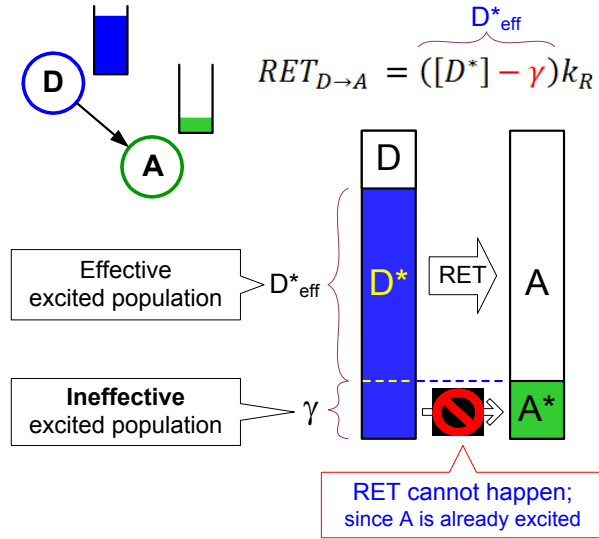 D*eff
RET_D→A = ([D*] − γ)k_R
D
A
D
Effective
excited population
D*eff
D*
RET
A
Ineffective
excited population
γ
A*
RET cannot happen;
since A is already excited